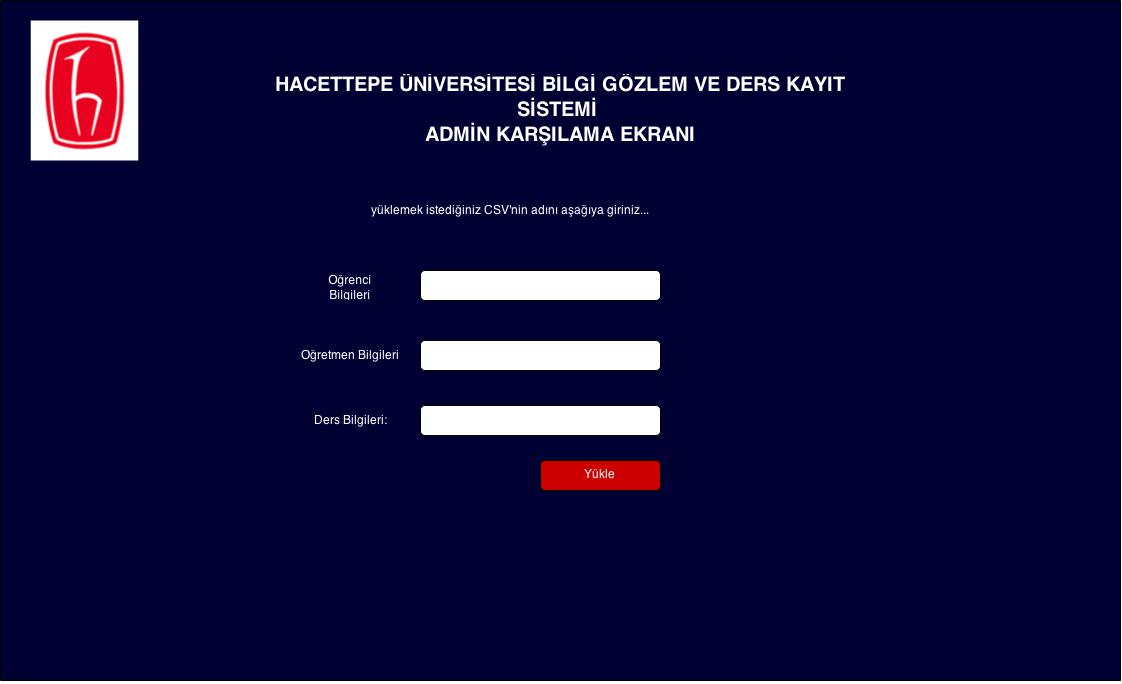 HACETTEPE ÜNİVERSİTESİ BİLGİ GÖZLEM VE DERS KAYIT
SİSTEMİ
ADMİN KARŞILAMA EKRANI
yüklemek istediğiniz CSV'nin adını aşağıya giriniz...
Oğrenci
Bilgileri
Oğretmen Bilgileri
Ders Bilgileri:
Yükle